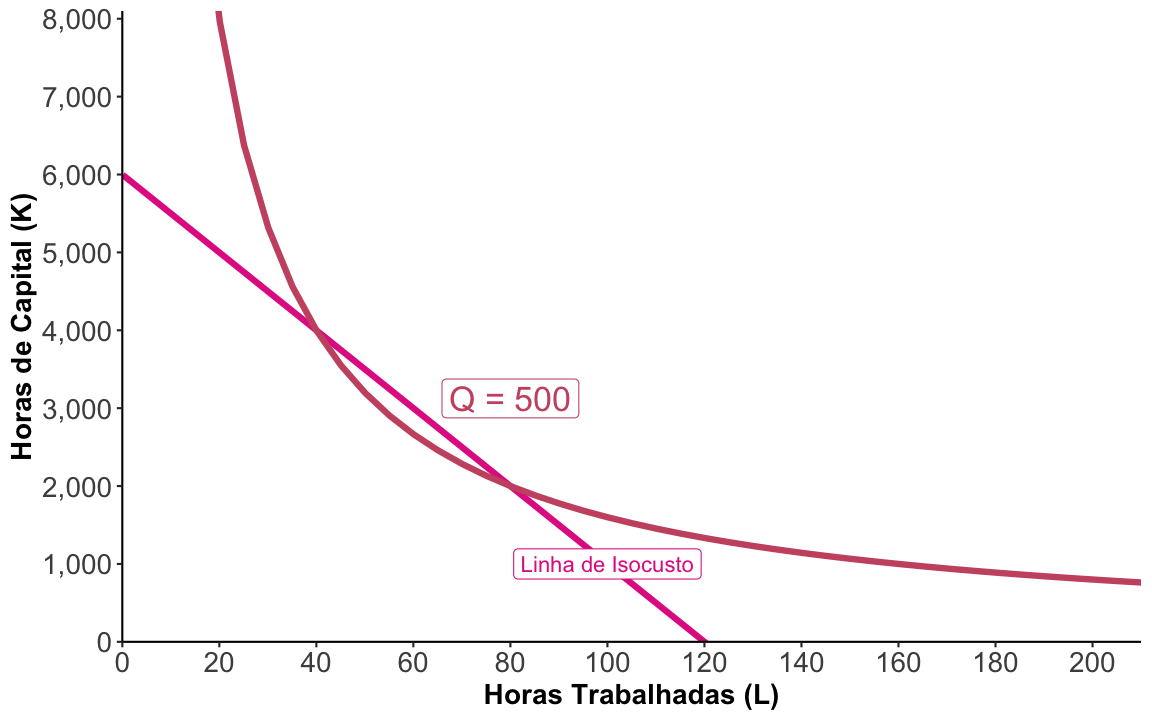 8,000
7,000
6,000
5,000
4,000
3,000
2,000
1,000
0
Horas de Capital (K)
Q = 500
Linha de Isocusto
0 20 40 60 80 100 120 140 160 180 200
Horas Trabalhadas (L)